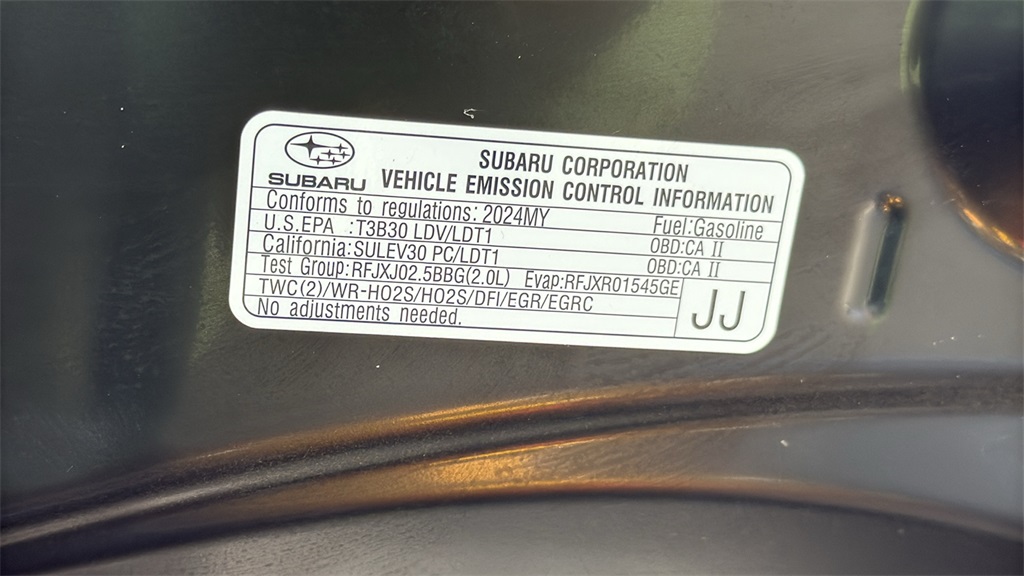 SUBARU
SUBARU CORPORATION
VEHICLE EMISSION CONTROL INFORMATION
Conforms to regulations: 2024MY Fuel:Gasoline
U.S.EPA :T3B30 LDV/LDT1 OBD:CA II
California:SULEV30 PC/LDT1 OBD:CA II
Test Group:RFJXJ02.5BBG(2.0L) Evap:RFJXR01545GE
TWC(2)/WR-HO2S/HO2S/DFI/EGR/EGRC
No adjustments needed.
JJ